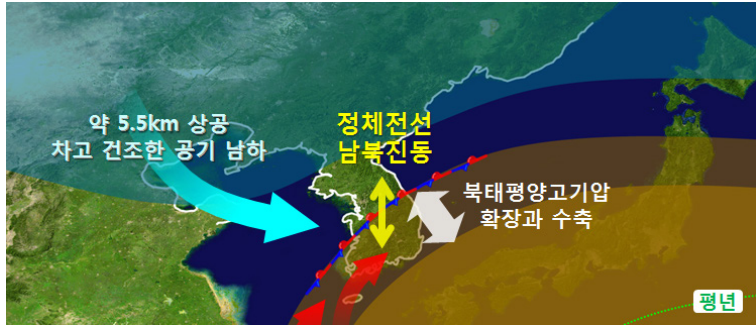 약 5.5km 상공
차고 건조한 공기 남하
정체전선
남북진동
북태평양고기압
확장과 수축
평년